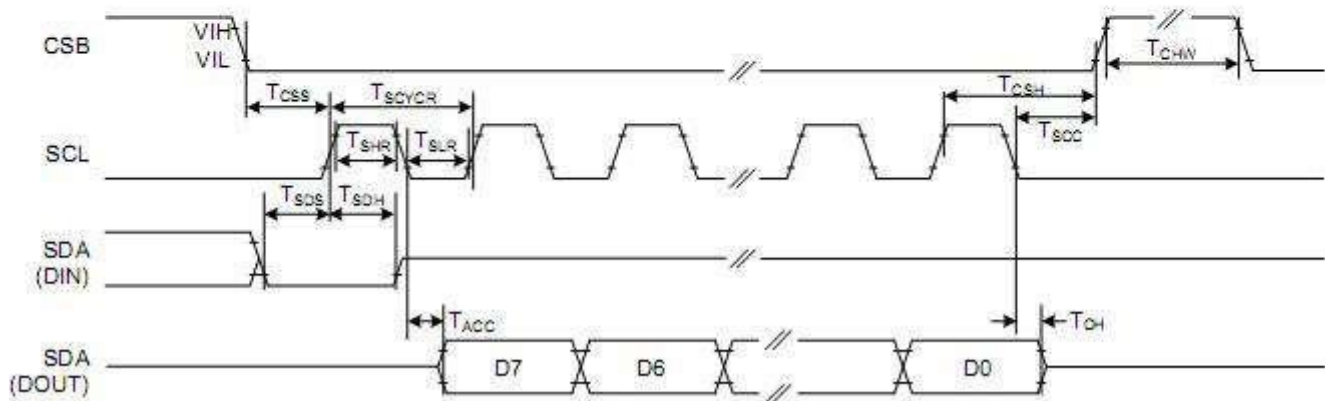 CSB
VIH
VIL
TCHW
TCSS
TSCYCR
TCSH
TSCC
SCL
TSHR
TSLR
TSDS
TSDH
SDA
(DIN)
TACC
TOH
SDA
(DOUT)
D7
D6
D0